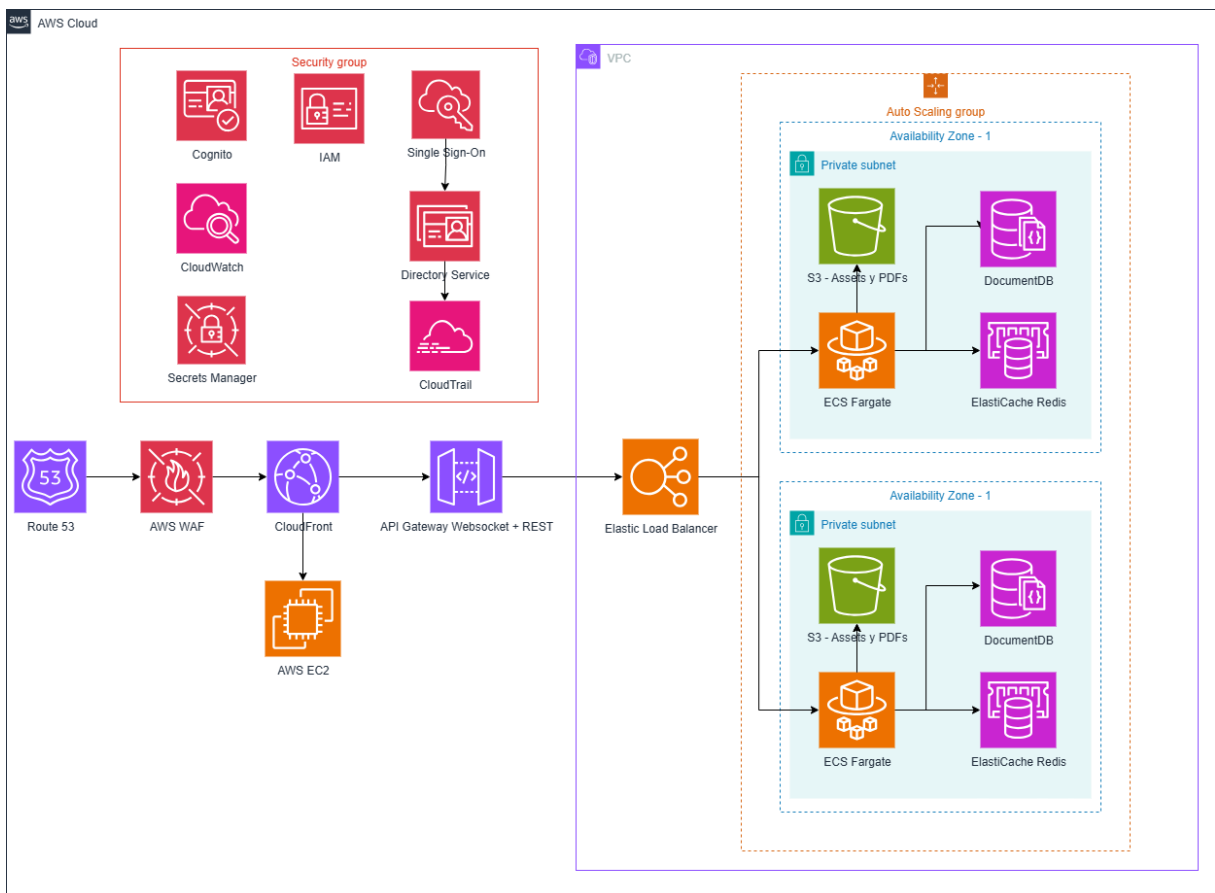 aws
AWS Cloud
Security group
Cognito
IAM
Single Sign-On
CloudWatch
Directory Service
Secrets Manager
CloudTrail
53
Route 53
AWS WAF
CloudFront
</>
API Gateway Websocket + REST
AWS EC2
VPC
Elastic Load Balancer
Auto Scaling group
Availability Zone - 1
Private subnet
S3 - Assets y PDFs
{}
DocumentDB
ECS Fargate
ElastiCache Redis
Availability Zone - 1
Private subnet
S3 - Assets y PDFs
{}
DocumentDB
ECS Fargate
ElastiCache Redis